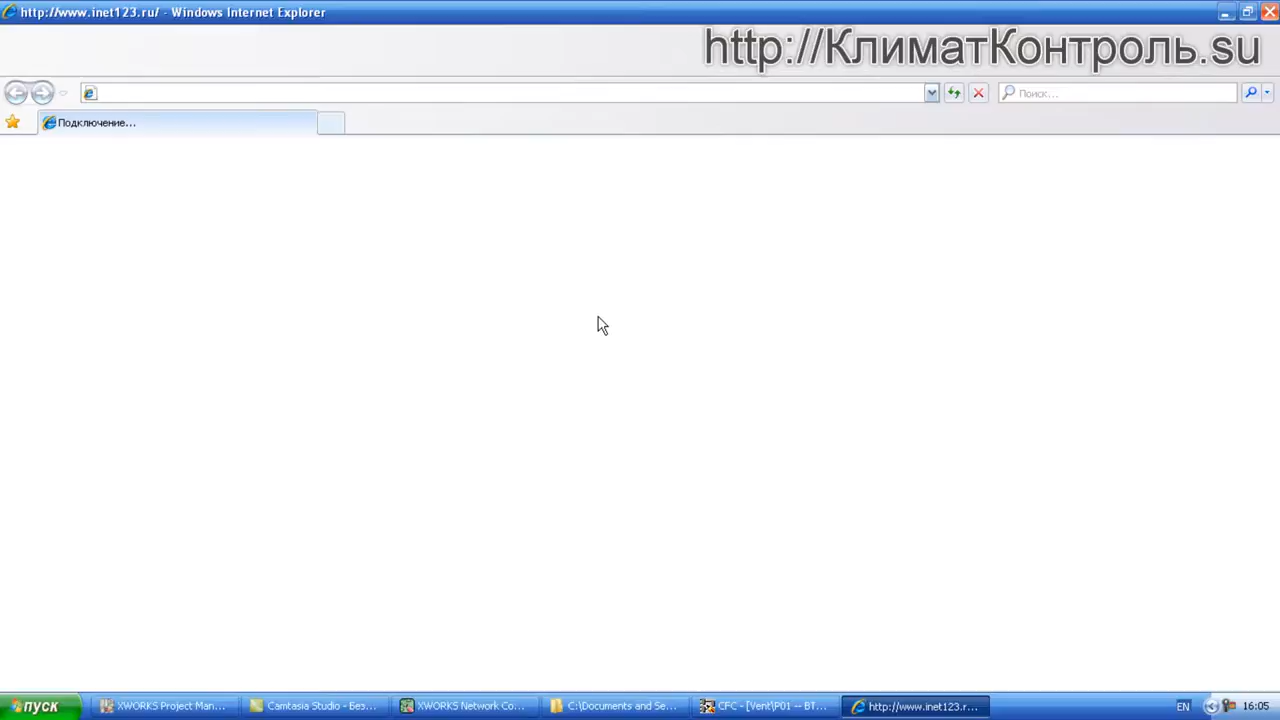 http://www.inet123.ru/ - Windows Internet Explorer
http://КлиматКонтроль.su
Поиск...
Подключение...
пуск
XWORKS Project Man...
Camtasia Studio - Без...
XWORKS Network Co...
C:\Documents and Se...
CFC - [Vent\P01 -- BT...
http://www.inet123.r...
EN
16:05